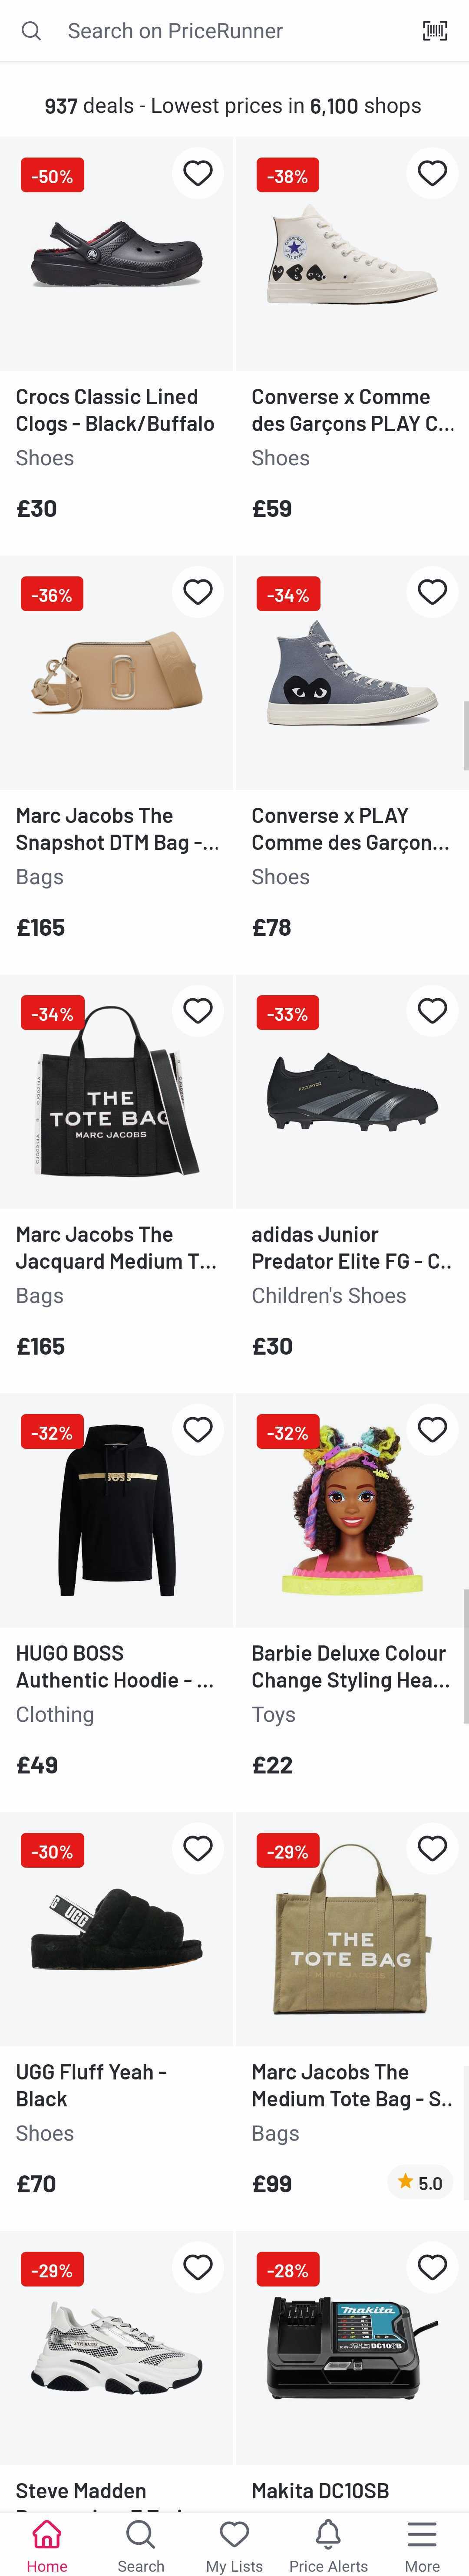 Search on PriceRunner
937 deals - Lowest prices in 6,100 shops
-50%
-38%
Crocs Classic Lined
Clogs - Black/Buffalo
Shoes
£30
Converse x Comme
des Garçons PLAY C...
Shoes
£59
-36%
-34%
Marc Jacobs The
Snapshot DTM Bag -...
Bags
£165
Converse x PLAY
Comme des Garçon...
Shoes
£78
-34%
THE
TOTE BAG
MARC JACOBS
-33%
PREDATOR
Marc Jacobs The
Jacquard Medium T...
Bags
£165
adidas Junior
Predator Elite FG - C..
Children's Shoes
£30
-32%
BOSS
-32%
HUGO BOSS
Authentic Hoodie - ...
Clothing
£49
Barbie Deluxe Colour
Change Styling Hea...
Toys
£22
-30%
UGG
-29%
THE
TOTE BAG
MARC JACOBS
UGG Fluff Yeah -
Black
Shoes
£70
Marc Jacobs The
Medium Tote Bag - S..
Bags
£99
5.0
-29%
STEVE MADDEN
-28%
makita
DC10SB
Steve Madden
Makita DC10SB
Home
Search
My Lists
Price Alerts
More